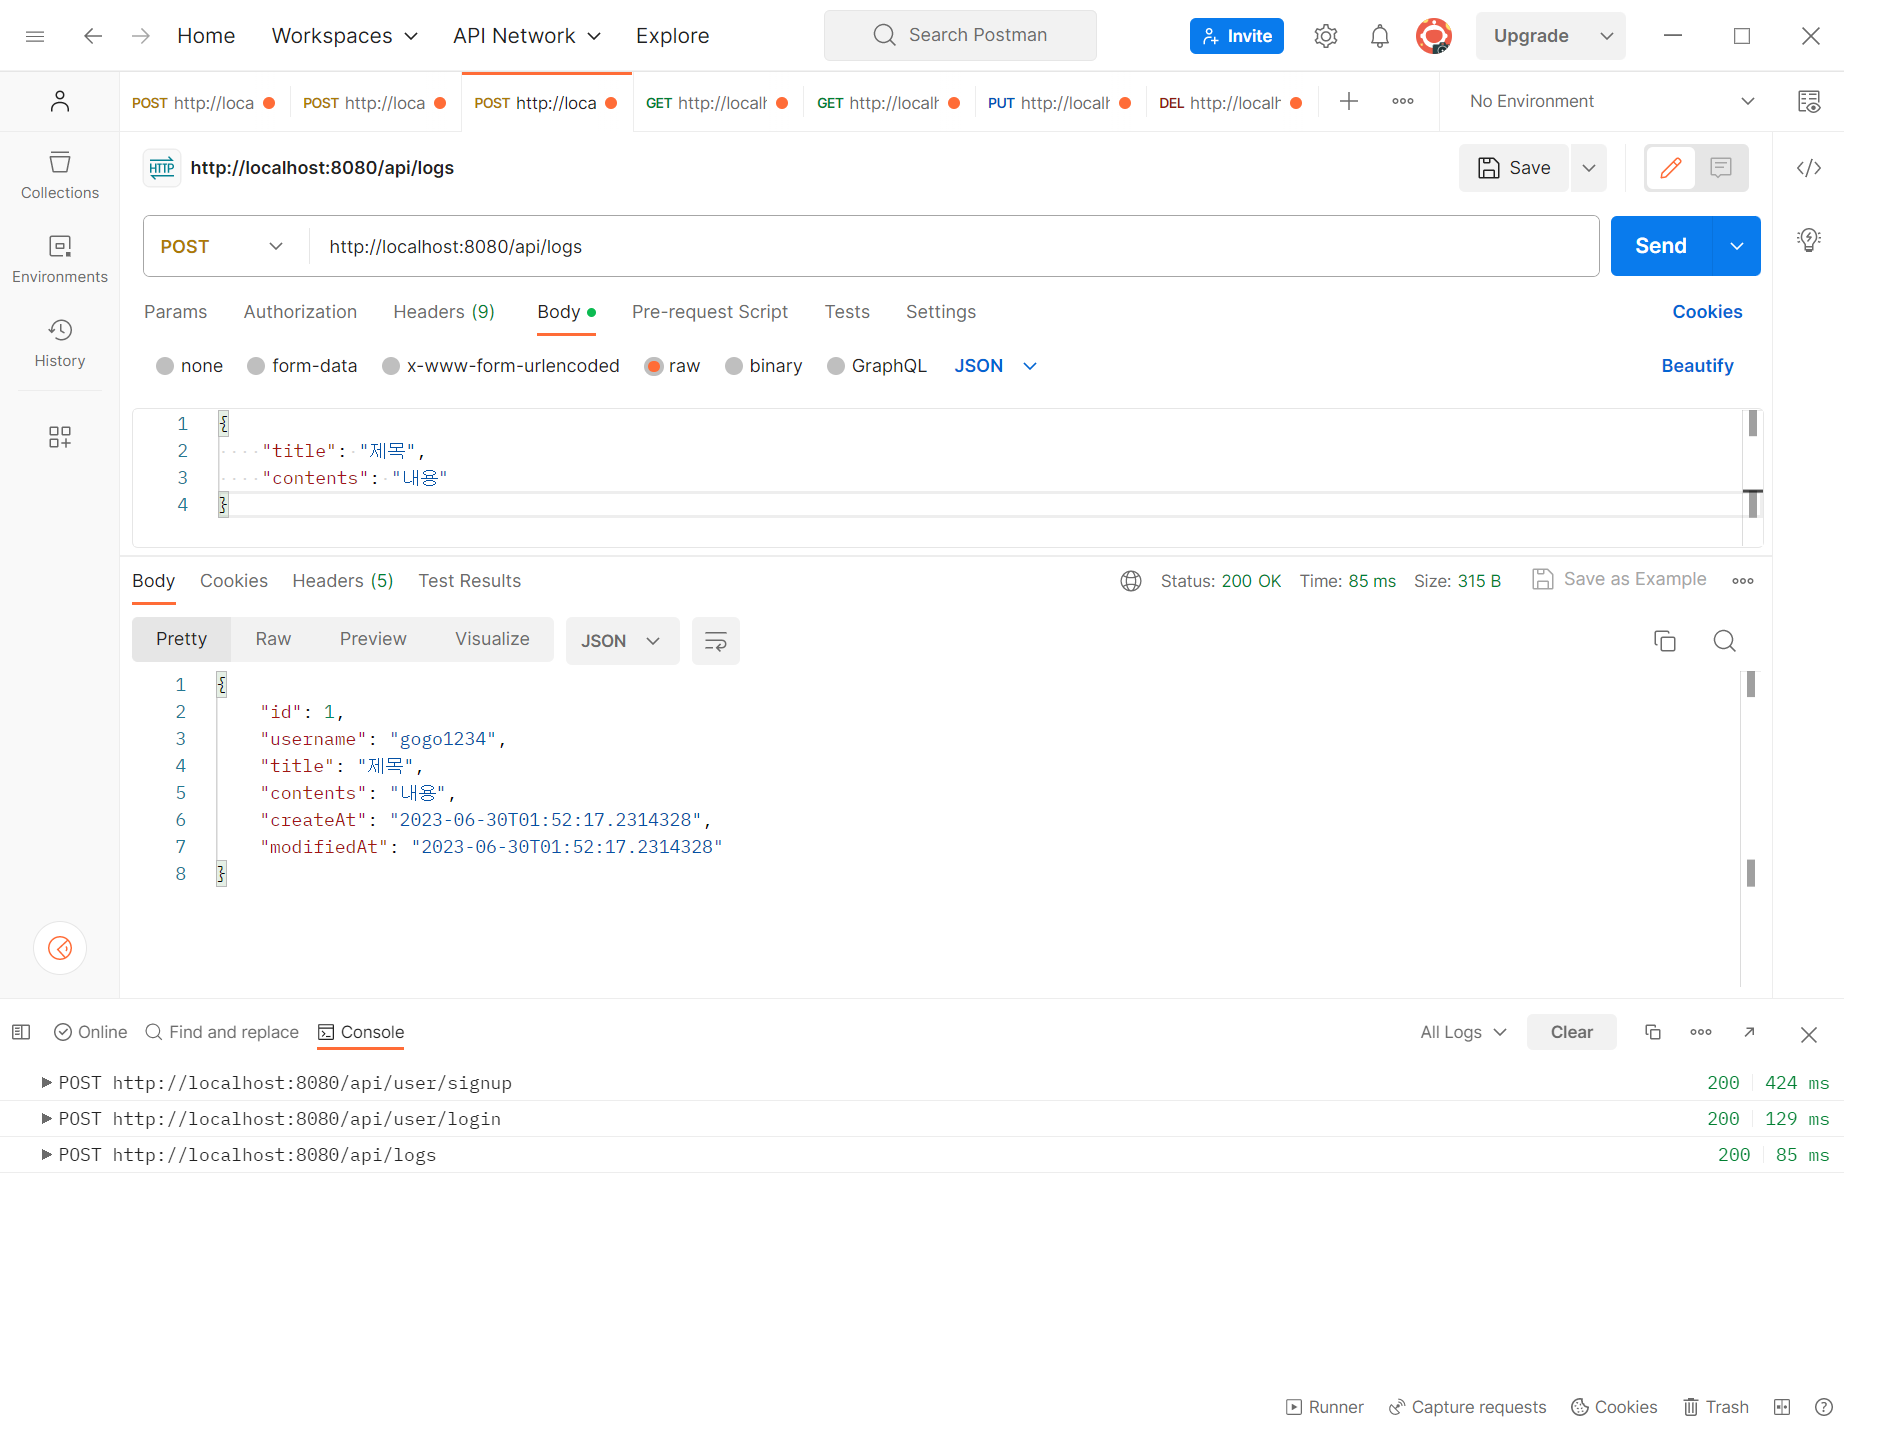 Home Workspaces API Network Explore Search Postman Invite Upgrade
POST http://loca POST http://loca POST http://loca GET http://localh GET http://localh PUT http://localh DEL http://localh No Environment
HTTP http://localhost:8080/api/logs Save
Collections
Environments
History
POST http://localhost:8080/api/logs Send
Params Authorization Headers (9) Body Pre-request Script Tests Settings Cookies
none form-data x-www-form-urlencoded raw binary GraphQL JSON Beautify
1 {
2 "title": "제목",
3 "contents": "내용"
4 }
Body Cookies Headers (5) Test Results Status: 200 OK Time: 85 ms Size: 315 B Save as Example
Pretty Raw Preview Visualize JSON
1 {
2 "id": 1,
3 "username": "gogo1234",
4 "title": "제목",
5 "contents": "내용",
6 "createAt": "2023-06-30T01:52:17.2314328",
7 "modifiedAt": "2023-06-30T01:52:17.2314328"
8 }
Online Find and replace Console All Logs Clear
POST http://localhost:8080/api/user/signup 200 424 ms
POST http://localhost:8080/api/user/login 200 129 ms
POST http://localhost:8080/api/logs 200 85 ms
Runner Capture requests Cookies Trash